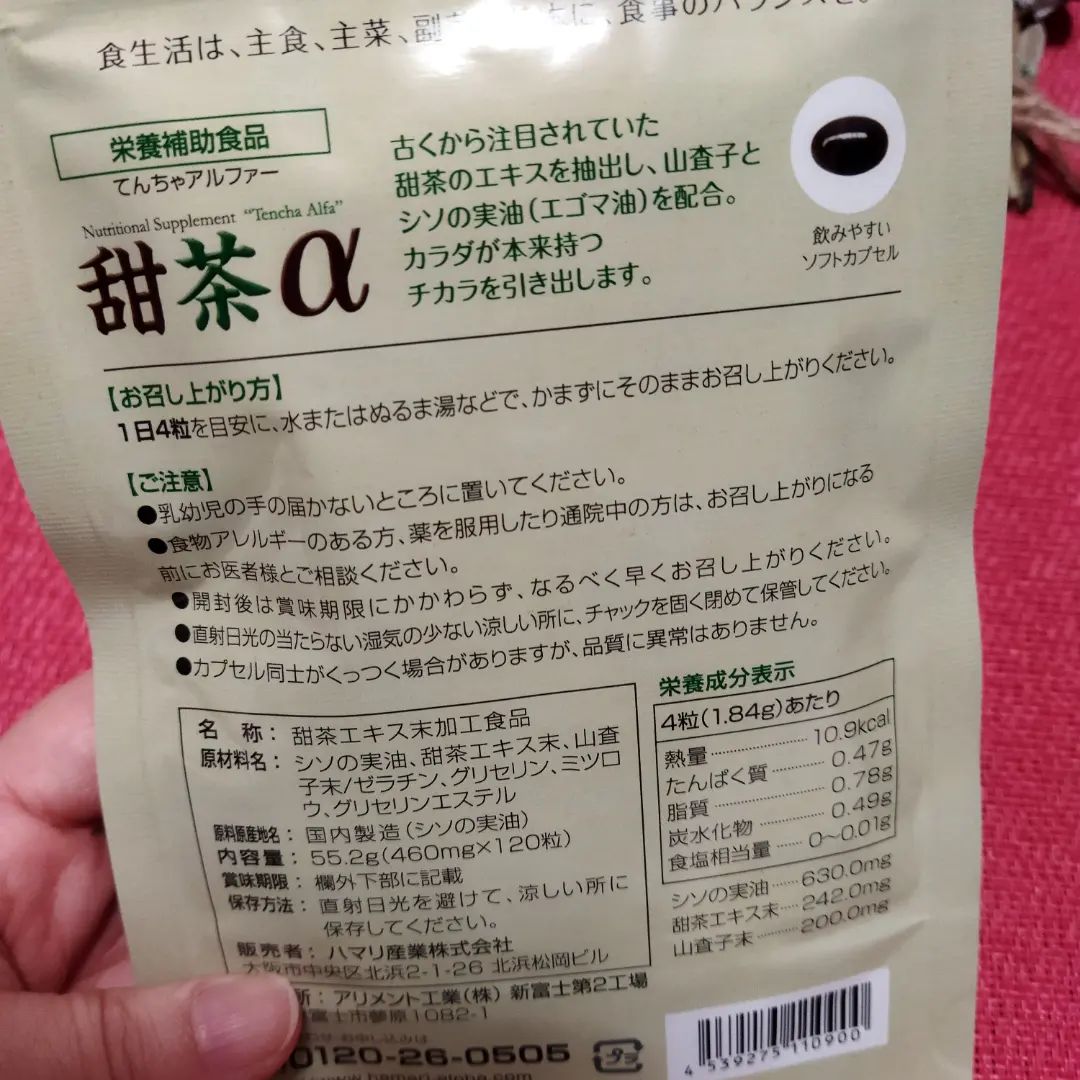 食生活は、主食、主菜、副
に、食事のバランスを。
栄養補助食品
てんちゃアルファー
Nutritional Supplement “Tencha Alfa”
甜茶α
古くから注目されていた
甜茶のエキスを抽出し、山査子と
シソの実油(エゴマ油)を配合。
カラダが本来持つ
チカラを引き出します。
飲みやすい
ソフトカプセル
【お召し上がり方】
1日4粒を目安に、水またはぬるま湯などで、かまずにそのままお召し上がりください。
【ご注意】
●乳幼児の手の届かないところに置いてください。
●食物アレルギーのある方、薬を服用したり通院中の方は、お召し上がりになる
前にお医者様とご相談ください。
●開封後は賞味期限にかかわらず、なるべく早くお召し上がりください。
●直射日光の当たらない湿気の少ない涼しい所に、チャックを固く閉めて保管してください。
●カプセル同士がくっつく場合がありますが、品質に異常はありません。
名 称:甜茶エキス末加工食品
原材料名:シソの実油、甜茶エキス末、山査
子末/ゼラチン、グリセリン、ミツロ
ウ、グリセリンエステル
原料原産地名:国内製造(シソの実油)
内容量:55.2g(460mg×120粒)
賞味期限:欄外下部に記載
保存方法:直射日光を避けて、涼しい所に
保存してください。
販売者:ハマリ産業株式会社
大阪市中央区北浜2-1-26 北浜松岡ビル
所:アリメント工業(株) 新富士第2工場
富士市蓼原1082-1
0120-26-0505
栄養成分表示
4粒(1.84g)あたり
熱量 10.9kcal
たんぱく質 0.47g
脂質 0.78g
炭水化物 0.49g
食塩相当量 0~0.01g
シソの実油 630.0mg
甜茶エキス末 242.0mg
山査子末 200.0mg
プラ
4539275110900